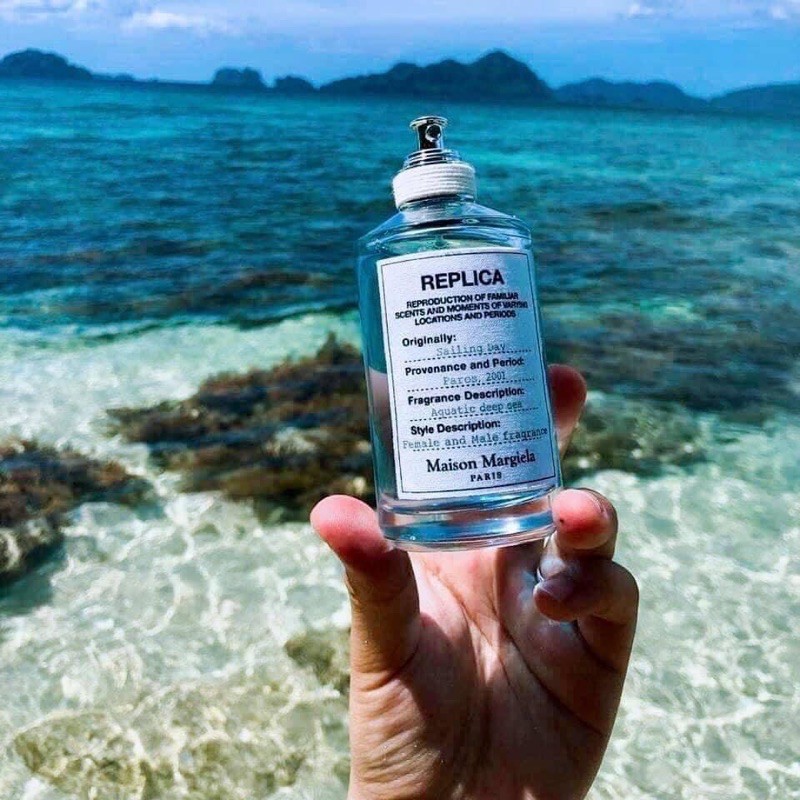 REPLICA
REPRODUCTION OF FAMILIAR
SCENTS AND MOMENTS OF VARYING
LOCATIONS AND PERIODS
Originally:
Sailing Day
Provenance and Period:
Paros, 2001
Fragrance Description:
Aquatic deep sea
Style Description:
Female and Male fragrance
Maison Margiela
PARIS